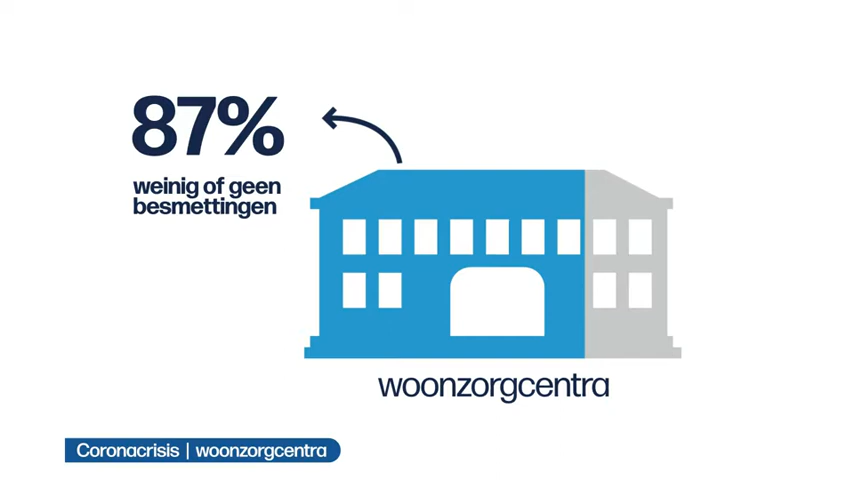 87%
weinig of geen
besmettingen
woonzorgcentra
Coronacrisis | woonzorgcentra